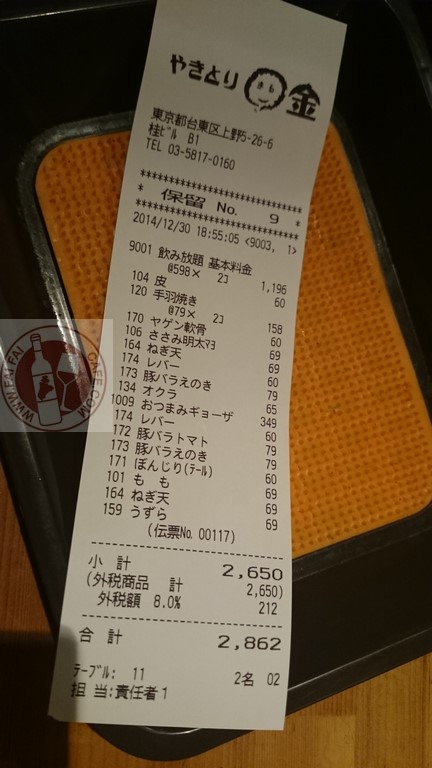 やきとり 金
東京都台東区上野5-26-6
桂ﾋﾞﾙ B1
TEL 03-5817-0160
********************
* 保留 No. 9 *
********************
2014/12/30 18:55:05 <9003, 1>
9001 飲み放題 基本料金
@598× 2ｺ 1,196
104 皮 60
120 手羽焼き
@79× 2ｺ 158
170 ヤゲン軟骨 60
106 ささみ明太ﾏﾖ 69
164 ねぎ天 69
174 レバー 60
173 豚バラえのき 79
134 オクラ 65
1009 おつまみギョーザ 349
174 レバー 60
172 豚バラトマト 79
173 豚バラえのき 79
171 ぼんじり(ﾃｰﾙ) 60
101 も も 69
164 ねぎ天 69
159 うずら 69
(伝票No. 00117)
小 計 2,650
(外税商品 計 2,650)
外税額 8.0% 212
合 計 2,862
ﾃｰﾌﾞﾙ: 11 2名 02
担 当:責任者1
WWW.FAIFAI CAFE.COM